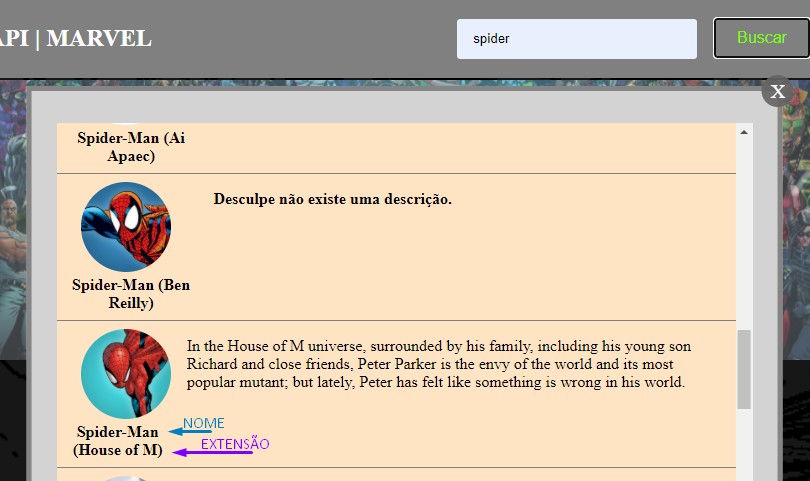 API | MARVEL
spider
Buscar
X
Spider-Man (Ai
Apaec)
Desculpe não existe uma descrição.
Spider-Man (Ben
Reilly)
In the House of M universe, surrounded by his family, including his young son
Richard and close friends, Peter Parker is the envy of the world and its most
popular mutant; but lately, Peter has felt like something is wrong in his world.
Spider-Man
(House of M)
NOME
EXTENSÃO